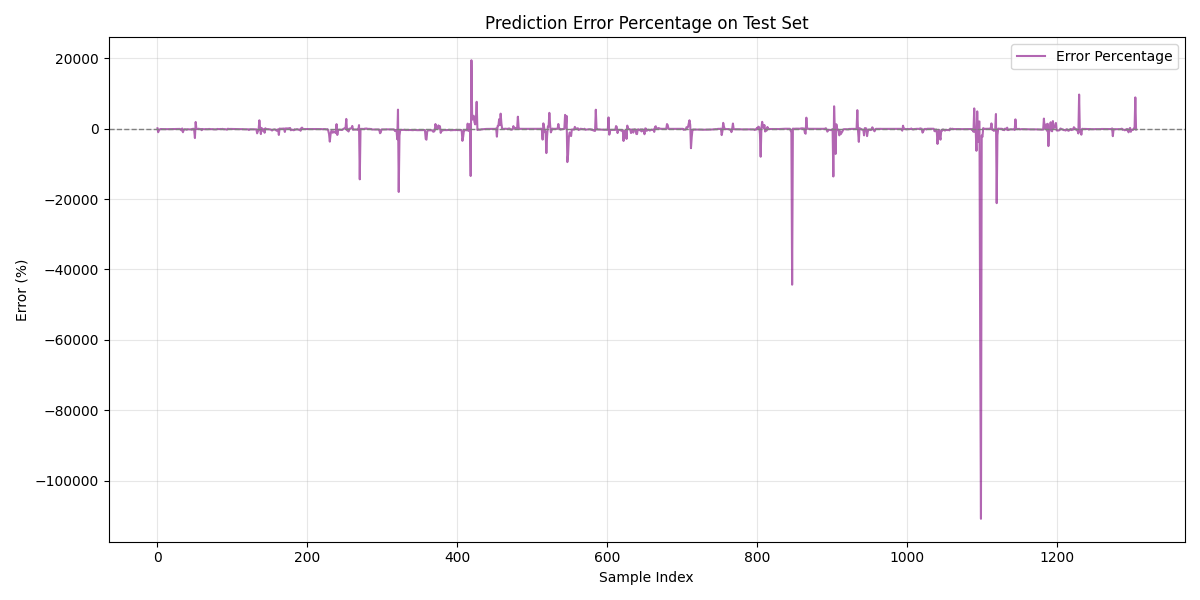 Prediction Error Percentage on Test Set
Error Percentage
20000
0
−20000
−40000
−60000
−80000
−100000
Error (%)
0 200 400 600 800 1000 1200
Sample Index